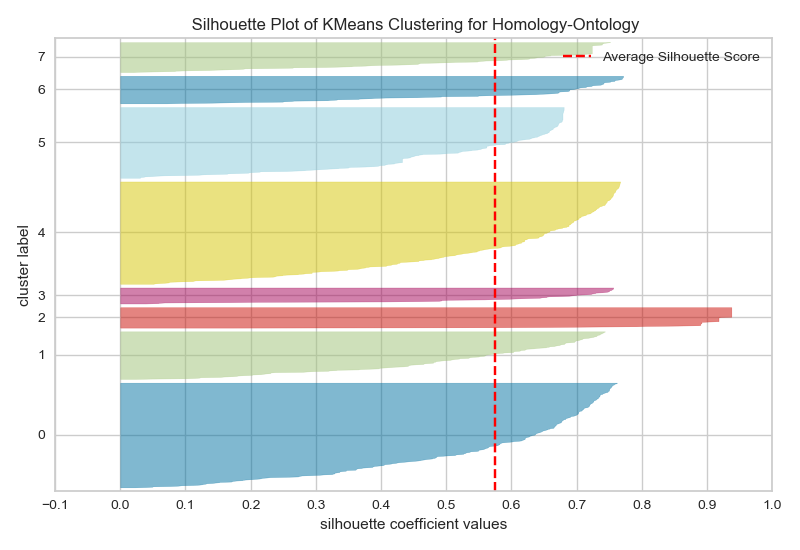 Silhouette Plot of KMeans Clustering for Homology-Ontology
Average Silhouette Score
cluster label
7
6
5
4
3
2
1
0
−0.1 0.0 0.1 0.2 0.3 0.4 0.5 0.6 0.7 0.8 0.9 1.0
silhouette coefficient values